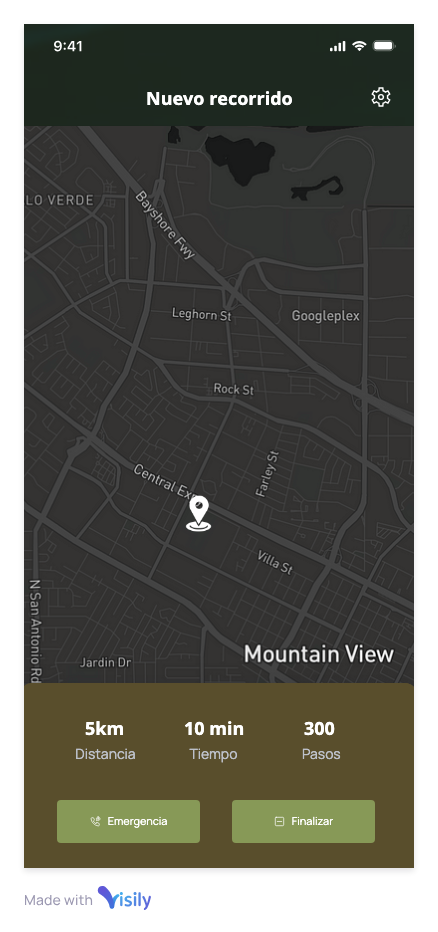 9:41
Nuevo recorrido
LO VERDE
Bayshore Fwy
Leghorn St
Googleplex
Rock St
Farley St
Central Exp
Villa St
N San Antonio Rd
Mountain View
Jardin Dr
5km 10 min 300
Distancia Tiempo Pasos
Emergencia Finalizar
Made with Visily